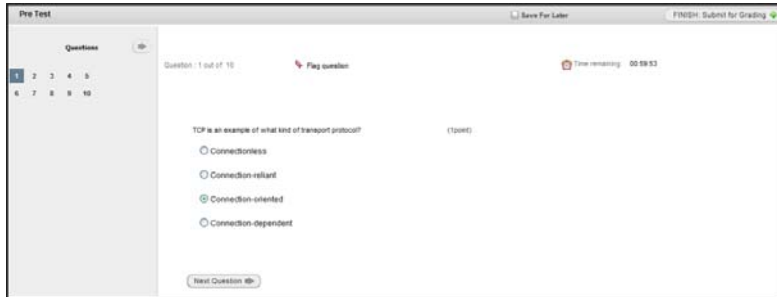 Pre Test
Save For Later
FINISH: Submit for Grading
Questions
1 2 3 4 5
6 7 8 9 10
Question : 1 out of 10
Flag question
Time remaining 00:59:53
TCP is an example of what kind of transport protocol? (1point)
Connectionless
Connection-reliant
Connection-oriented
Connection-dependent
Next Question